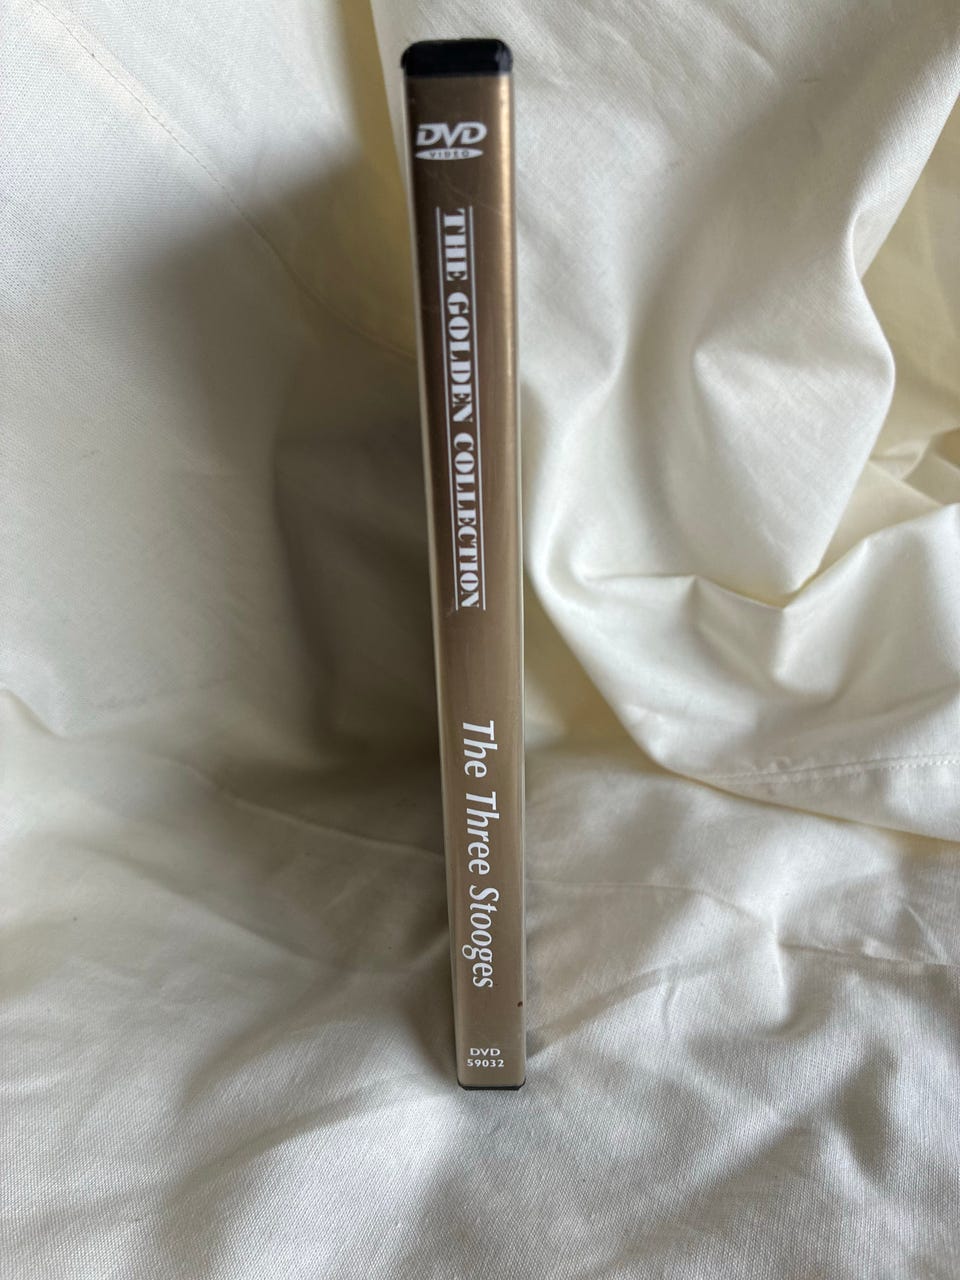 DVD
VIDEO
THE GOLDEN COLLECTION
The Three Stooges
DVD
59032